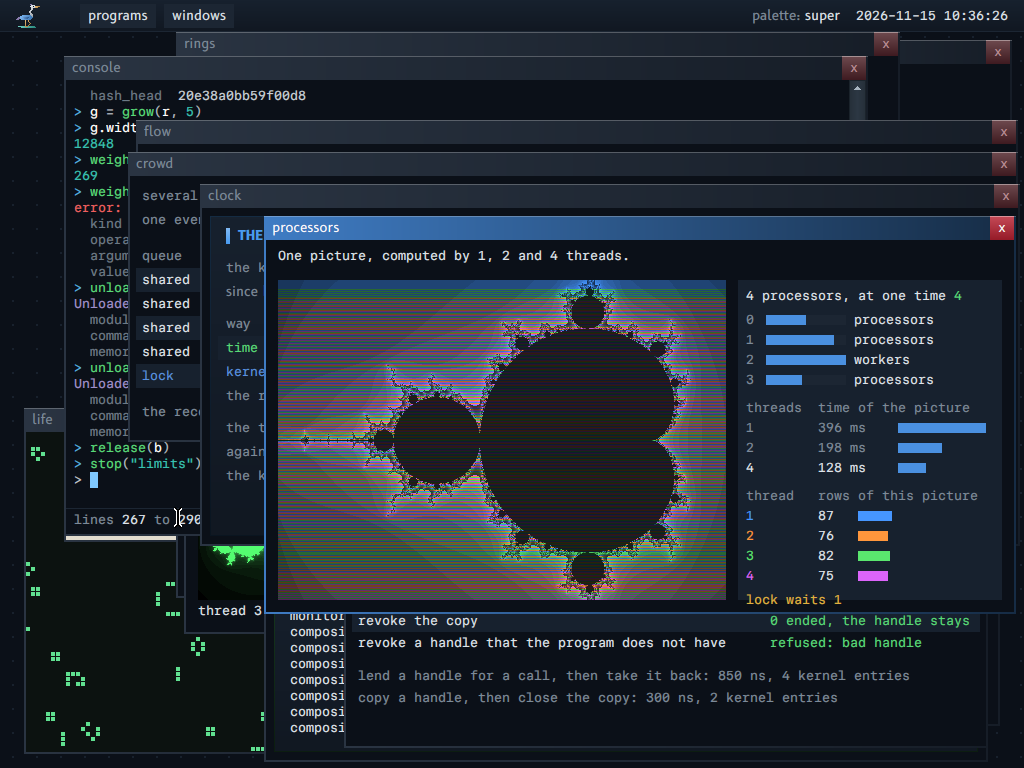 programs windows palette: super 2026-11-15 10:36:26
rings x
x
console x
hash_head 20e38a0bb59f00d8
> g = grow(r, 5)
> g.widt
12848
> weigh
269
> weigh
error:
kind
opera
argum
value
> unloa
Unloade
modul
comma
memor
> unloa
Unloade
modul
comma
memor
> release(b)
> stop("limits")
>
lines 267 to 290
flow x
crowd x
several
one ever
queue
shared
shared
shared
shared
lock
the reco
clock x
THE
the k
since
way
time
kerne
the r
the t
again
the k
processors x
One picture, computed by 1, 2 and 4 threads.
4 processors, at one time 4
0 processors
1 processors
2 workers
3 processors
threads time of the picture
1 396 ms
2 198 ms
4 128 ms
thread rows of this picture
1 87
2 76
3 82
4 75
lock waits 1
life
thread 3
monitor
composi
composi
composi
composi
composi
composi
composi
revoke the copy 0 ended, the handle stays
revoke a handle that the program does not have refused: bad handle
lend a handle for a call, then take it back: 850 ns, 4 kernel entries
copy a handle, then close the copy: 300 ns, 2 kernel entries